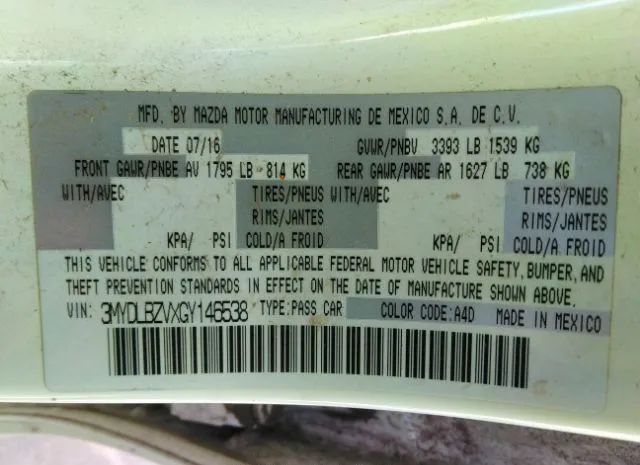 MFD. BY MAZDA MOTOR MANUFACTURING DE MEXICO S.A. DE C.V.
DATE 07/16 GVWR/PNBV 3393 LB 1539 KG
FRONT GAWR/PNBE AV 1795 LB 814 KG REAR GAWR/PNBE AR 1627 LB 738 KG
WITH/AVEC TIRES/PNEUS WITH/AVEC TIRES/PNEUS
RIMS/JANTES RIMS/JANTES
KPA/ PSI COLD/A FROID KPA/ PSI COLD/A FROID
THIS VEHICLE CONFORMS TO ALL APPLICABLE FEDERAL MOTOR VEHICLE SAFETY, BUMPER, AND
THEFT PREVENTION STANDARDS IN EFFECT ON THE DATE OF MANUFACTURE SHOWN ABOVE.
VIN: 3MYDLBZVXGY145538 TYPE:PASS CAR COLOR CODE:A4D MADE IN MEXICO